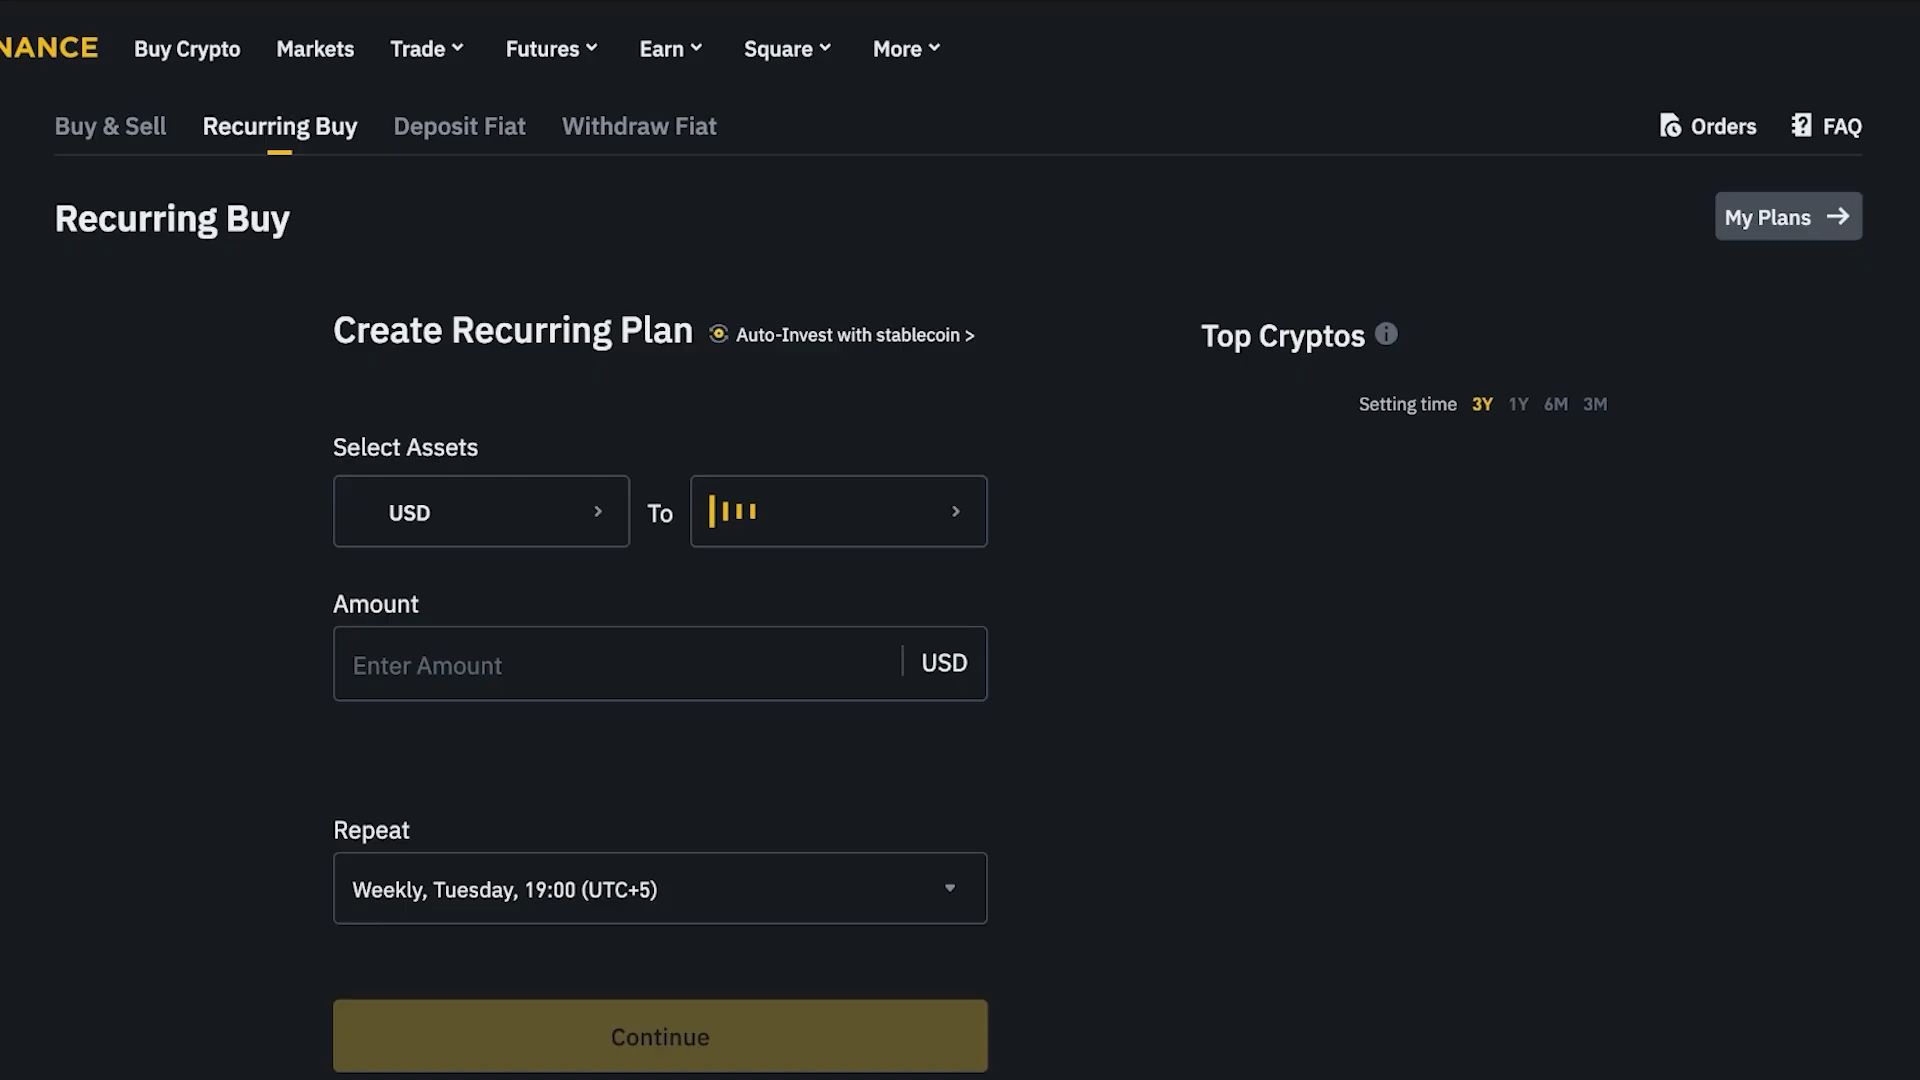 NANCE Buy Crypto Markets Trade Futures Earn Square More
Buy & Sell Recurring Buy Deposit Fiat Withdraw Fiat Orders FAQ
Recurring Buy
My Plans →
Create Recurring Plan Auto-Invest with stablecoin >
Top Cryptos
Setting time 3Y 1Y 6M 3M
Select Assets
USD > To >
Amount
Enter Amount | USD
Repeat
Weekly, Tuesday, 19:00 (UTC+5)
Continue